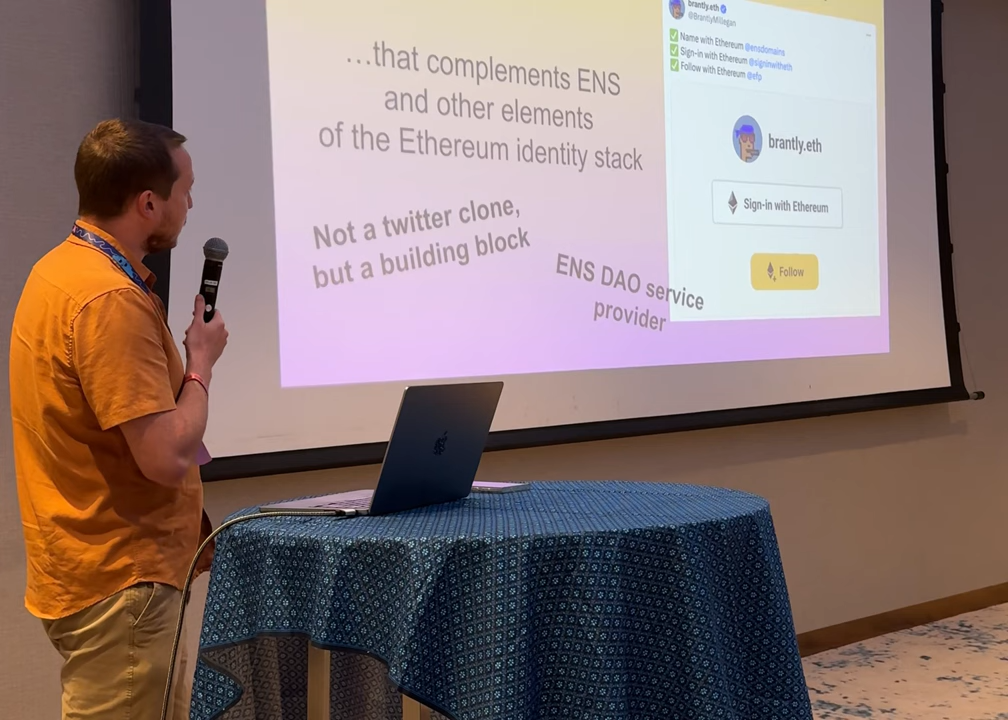 …that complements ENS
and other elements
of the Ethereum identity stack
Not a twitter clone,
but a building block
ENS DAO service
provider
brantly.eth
@BrantlyMillegan
Name with Ethereum @ensdomains
Sign-in with Ethereum @signinwitheth
Follow with Ethereum @efp
brantly.eth
Sign-in with Ethereum
Follow